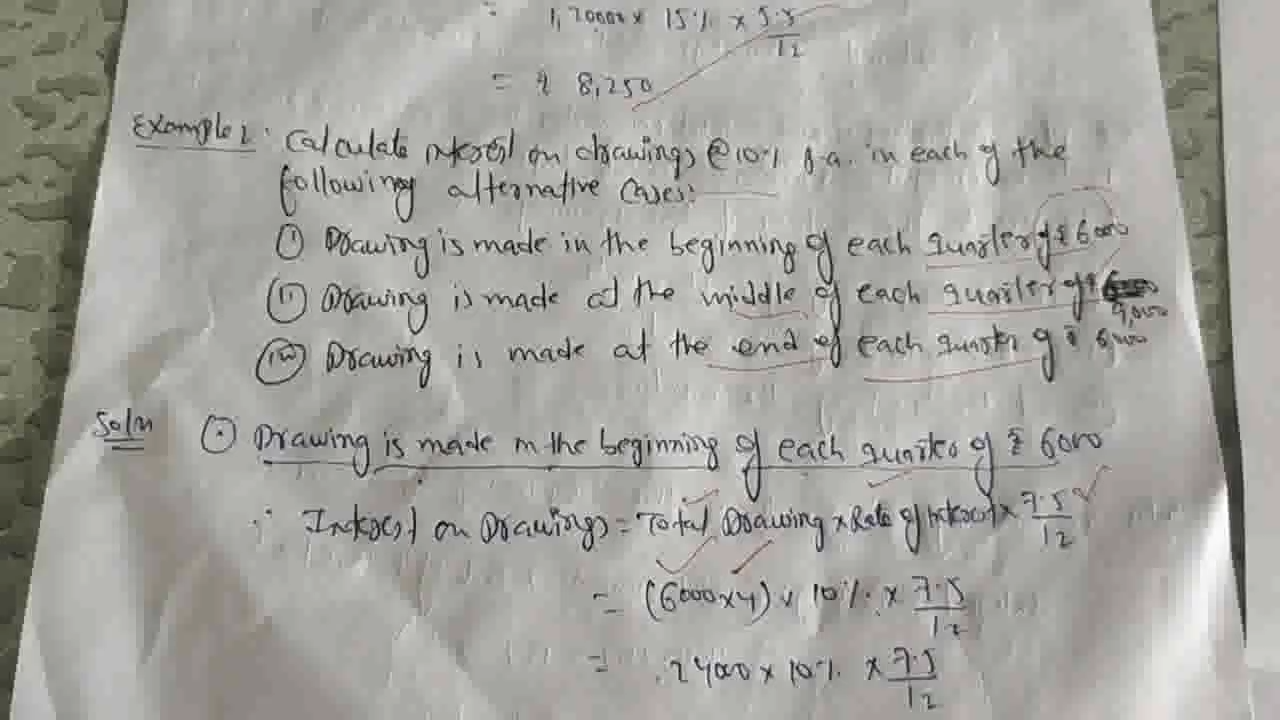 = 1,20000 x 15% x 5.5/12
= ₹ 8,250
Example 2: Calculate interest on drawings @ 10% p.a. in each of the
following alternative cases:
(i) Drawing is made in the beginning of each quarter of ₹ 6000
(ii) Drawing is made at the middle of each quarter of ₹ 9,000
(iii) Drawing is made at the end of each quarter of ₹
Soln (i) Drawing is made in the beginning of each quarter of ₹ 6000
∵ Interest on Drawings = Total Drawing x Rate of interest x 7.5/12
= (6000x4) x 10% x 7.5/12
= 2400 x 10% x 7.5/12